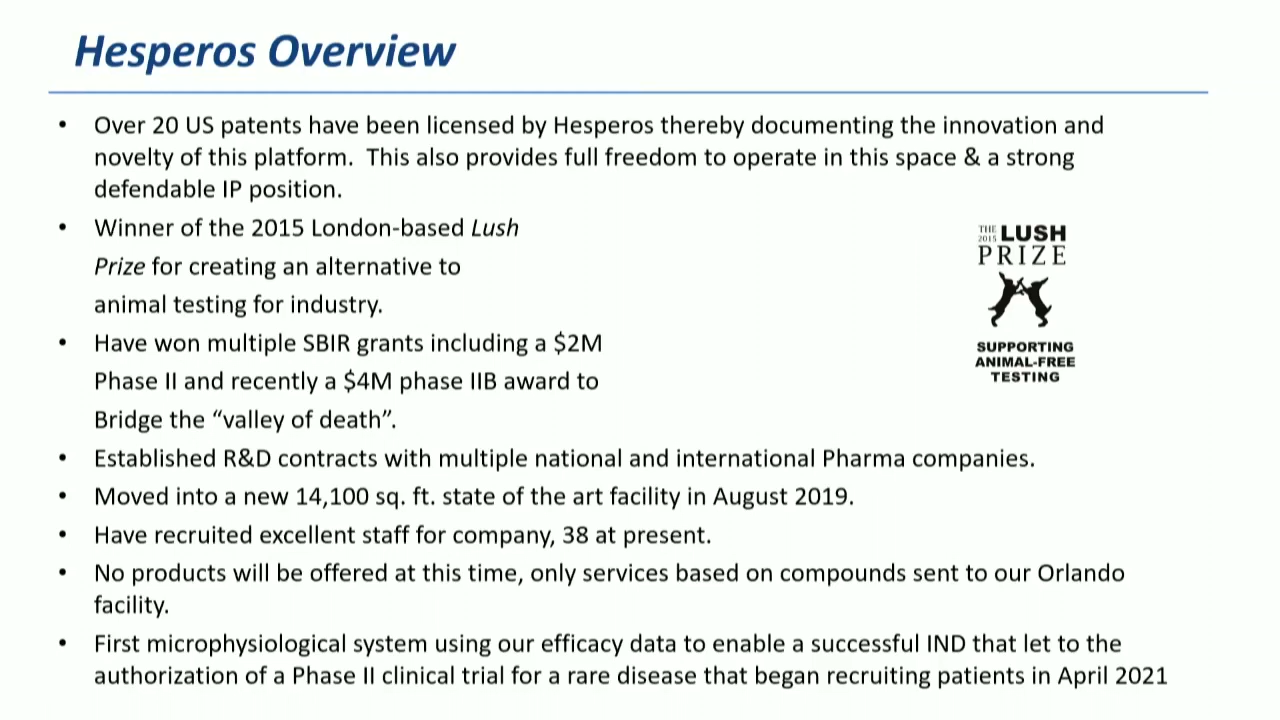 Hesperos Overview
• Over 20 US patents have been licensed by Hesperos thereby documenting the innovation and
novelty of this platform.  This also provides full freedom to operate in this space & a strong
defendable IP position.
• Winner of the 2015 London-based Lush
Prize for creating an alternative to
animal testing for industry.
THE 2015 LUSH
PRIZE
SUPPORTING
ANIMAL-FREE
TESTING
• Have won multiple SBIR grants including a $2M
Phase II and recently a $4M phase IIB award to
Bridge the “valley of death”.
• Established R&D contracts with multiple national and international Pharma companies.
• Moved into a new 14,100 sq. ft. state of the art facility in August 2019.
• Have recruited excellent staff for company, 38 at present.
• No products will be offered at this time, only services based on compounds sent to our Orlando
facility.
• First microphysiological system using our efficacy data to enable a successful IND that let to the
authorization of a Phase II clinical trial for a rare disease that began recruiting patients in April 2021